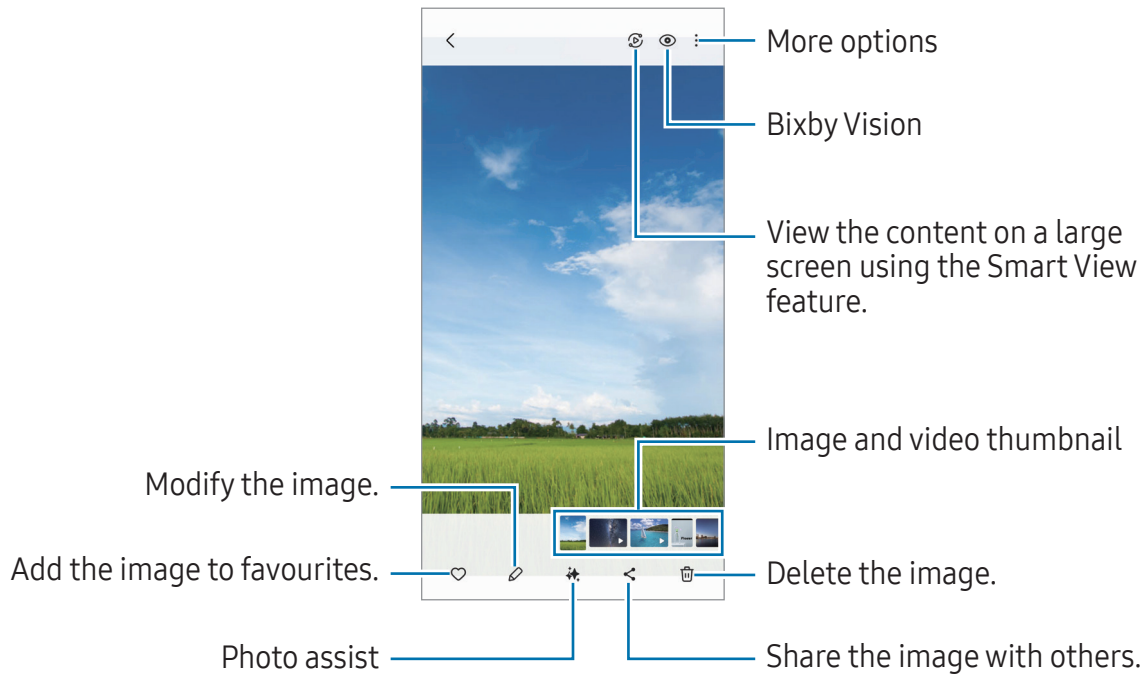 More options
Bixby Vision
View the content on a large
screen using the Smart View
feature.
Image and video thumbnail
Modify the image.
Add the image to favourites.
Delete the image.
Photo assist
Share the image with others.